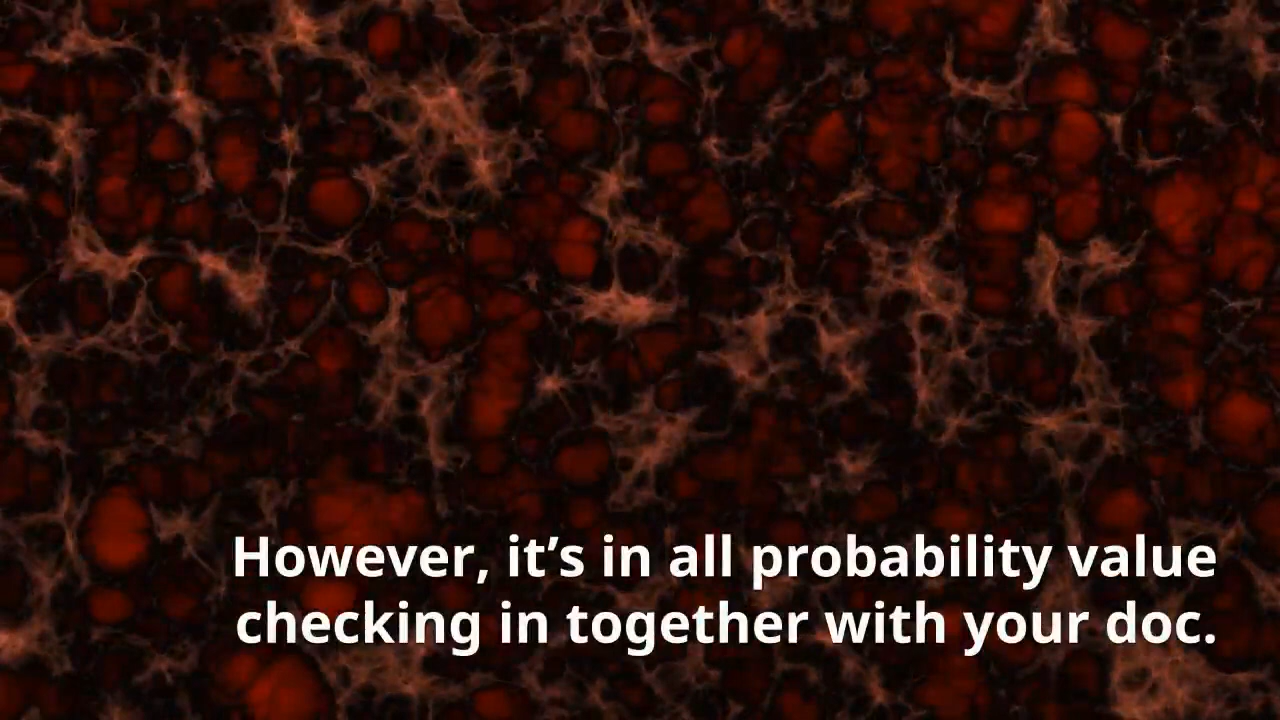 However, it’s in all probability value
checking in together with your doc.